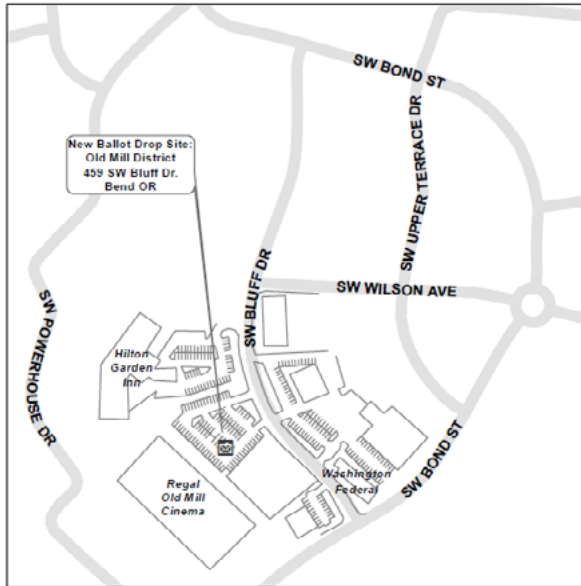 SW BOND ST
New Ballot Drop Site:
Old Mill District
459 SW Bluff Dr.
Bend OR
SW UPPER TERRACE DR
SW BLUFF DR
SW WILSON AVE
SW POWERHOUSE DR
Hilton
Garden
Inn
SW BOND ST
Washington
Federal
Regal
Old Mill
Cinema